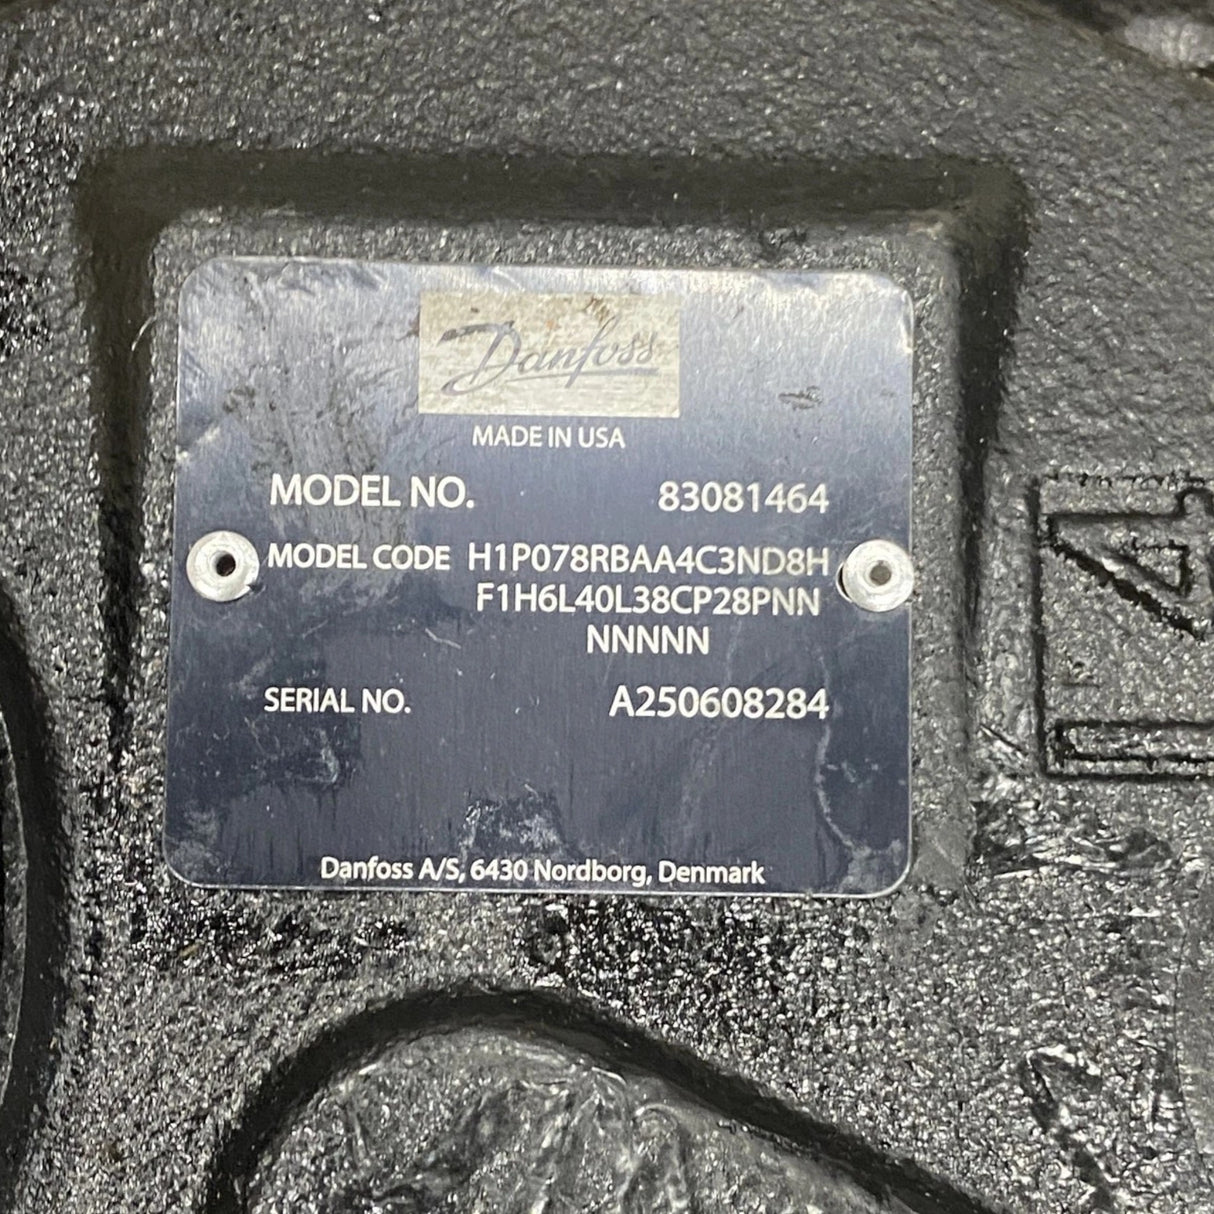 Danfoss
MADE IN USA
MODEL NO. 83081464
MODEL CODE H1P078RBAA4C3ND8H
F1H6L40L38CP28PNN
NNNNN
SERIAL NO. A250608284
Danfoss A/S, 6430 Nordborg, Denmark
14